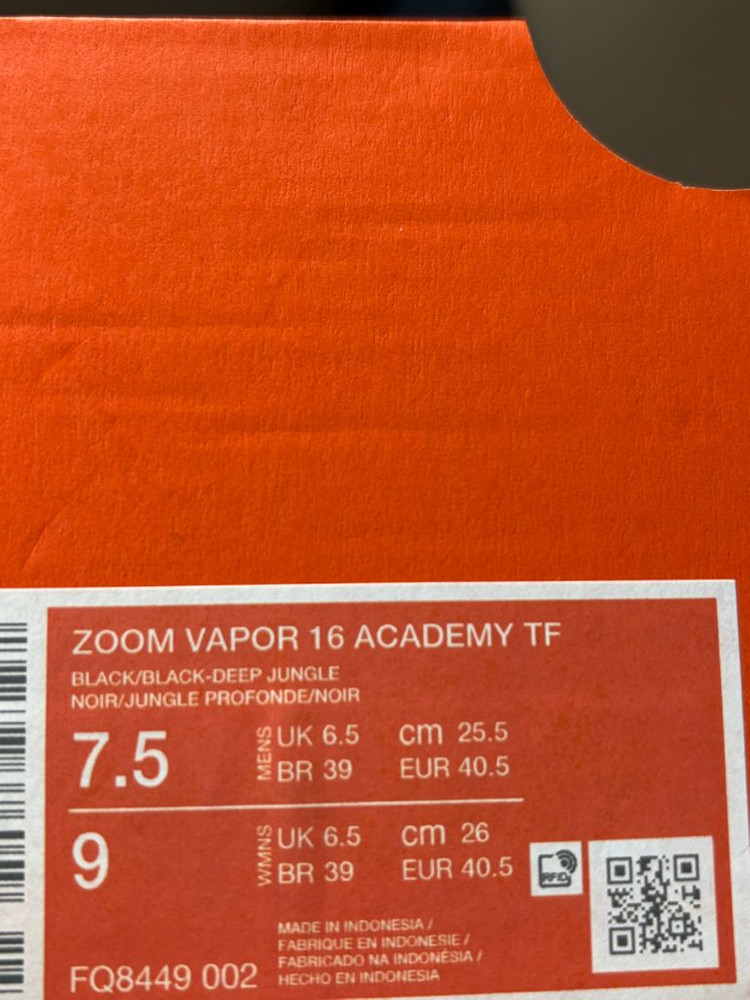 ZOOM VAPOR 16 ACADEMY TF
BLACK/BLACK-DEEP JUNGLE
NOIR/JUNGLE PROFONDE/NOIR
7.5
MENS
UK 6.5 cm 25.5
BR 39 EUR 40.5
9
WMNS
UK 6.5 cm 26
BR 39 EUR 40.5
RFID
MADE IN INDONESIA /
FABRIQUE EN INDONESIE /
FABRICADO NA INDONÉSIA /
HECHO EN INDONESIA
FQ8449 002